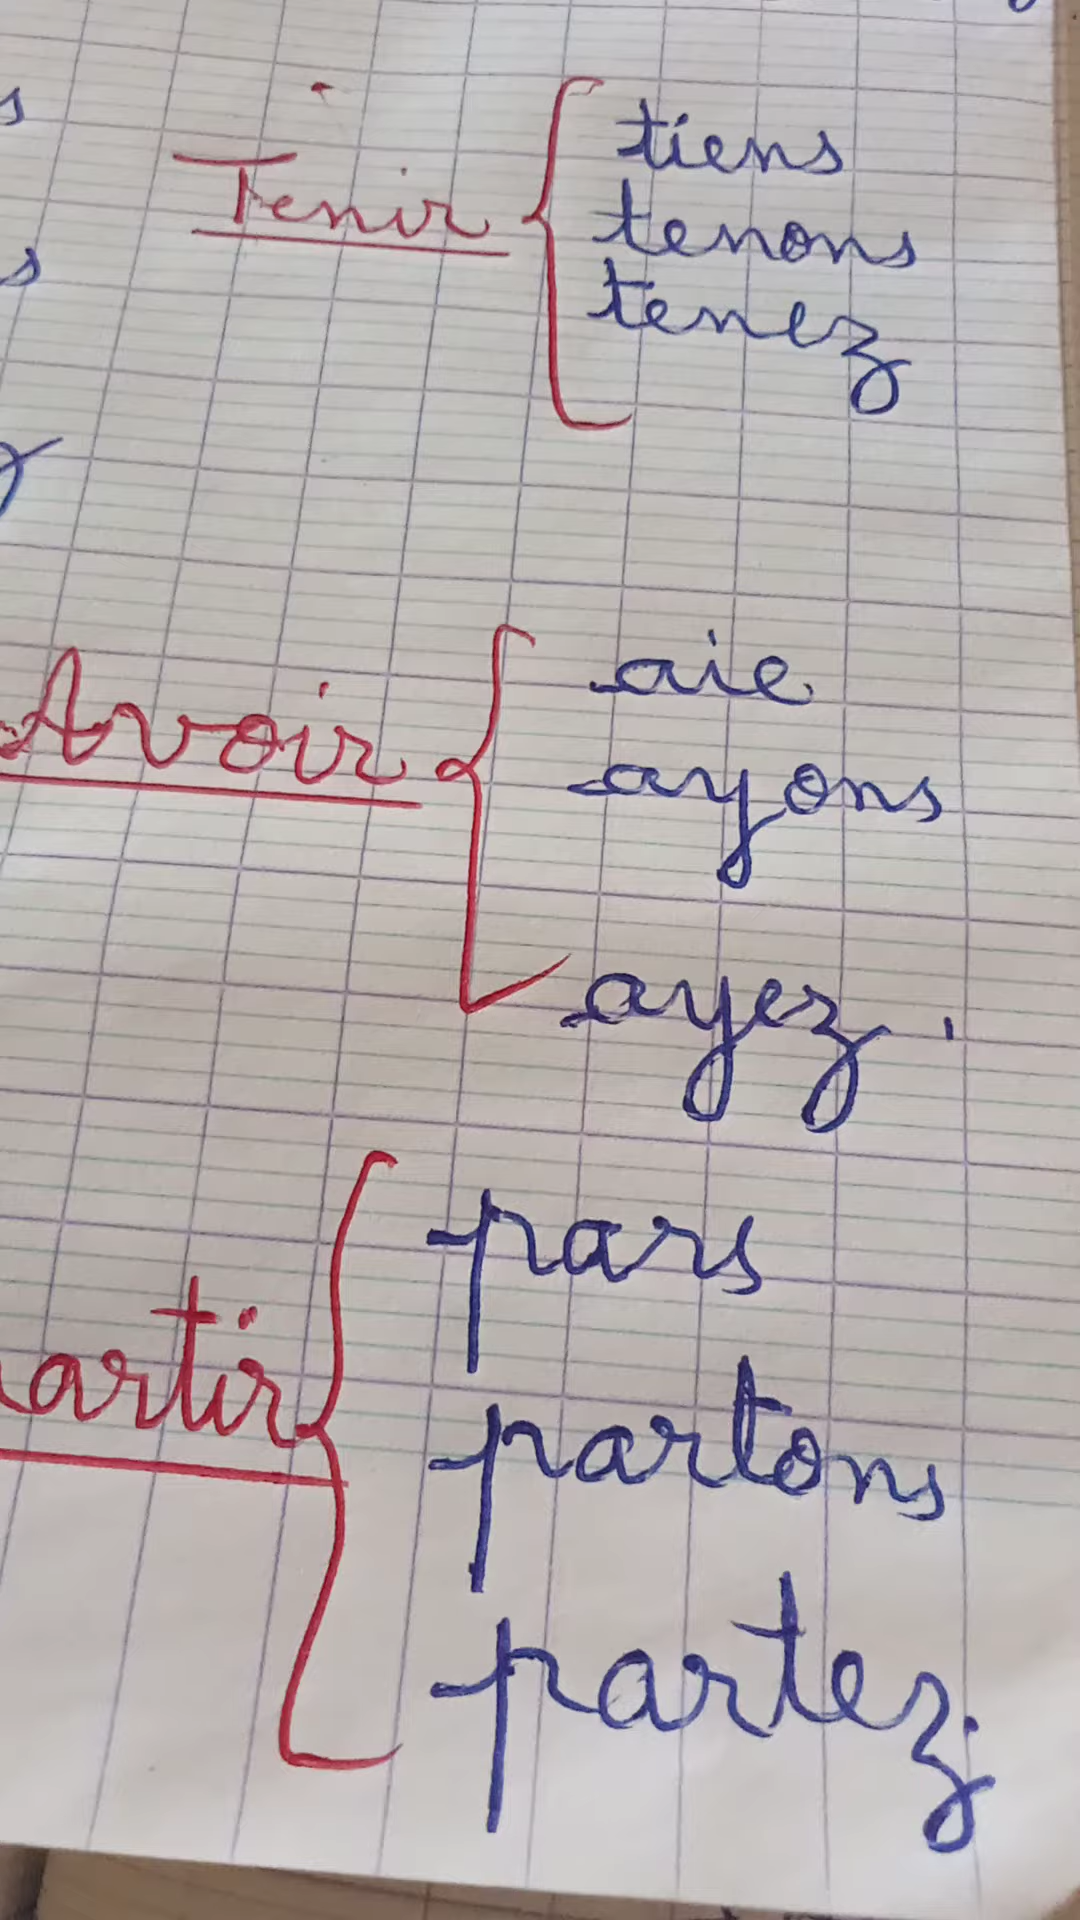 tiens
Tenir
tenons
tenez
aie
Avoir
ayons
ayez.
pars
artir
partons
partez.